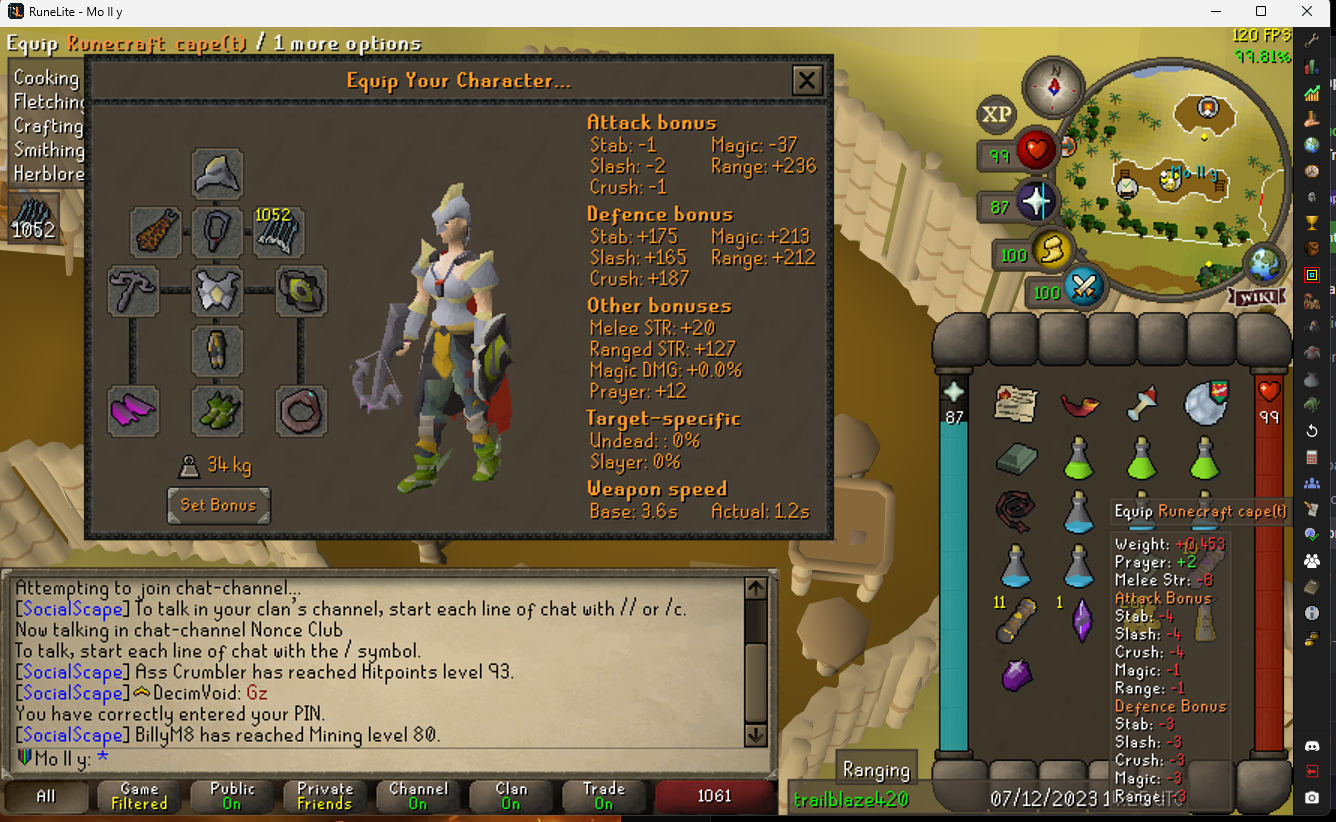 RuneLite - Mo ll y
Equip Runecraft cape(t) / 1 more options
120 FPS
99.81%
Cooking
Fletching
Crafting
Smithing
Herblore
1052
Equip Your Character...
1052
34 kg
Set Bonus
Attack bonus
Stab: -1 Magic: -37
Slash: -2 Range: +236
Crush: -1
Defence bonus
Stab: +175 Magic: +213
Slash: +165 Range: +212
Crush: +187
Other bonuses
Melee STR: +20
Ranged STR: +127
Magic DMG: +0.0%
Prayer: +12
Target-specific
Undead: : 0%
Slayer: 0%
Weapon speed
Base: 3.6s Actual: 1.2s
N
XP
99
87
100
100
Mo ll y
WIKI
87
99
11
1
Equip Runecraft cape(t)
Weight: +0.453
Prayer: +2
Melee Str: -8
Attack Bonus
Stab: -4
Slash: -4
Crush: -4
Magic: -1
Range: -1
Defence Bonus
Stab: -3
Slash: -3
Crush: -3
Magic: -3
Range: -3
Attempting to join chat-channel...
[SocialScape] To talk in your clan's channel, start each line of chat with // or /c.
Now talking in chat-channel Nonce Club
To talk, start each line of chat with the / symbol.
[SocialScape] Ass Crumbler has reached Hitpoints level 93.
[SocialScape] DecimVoid: Gz
You have correctly entered your PIN.
[SocialScape] BillyM8 has reached Mining level 80.
Mo ll y: *
All
Game
Filtered
Public
On
Private
Friends
Channel
On
Clan
On
Trade
On
1061
Ranging
trailblaze420
07/12/2023